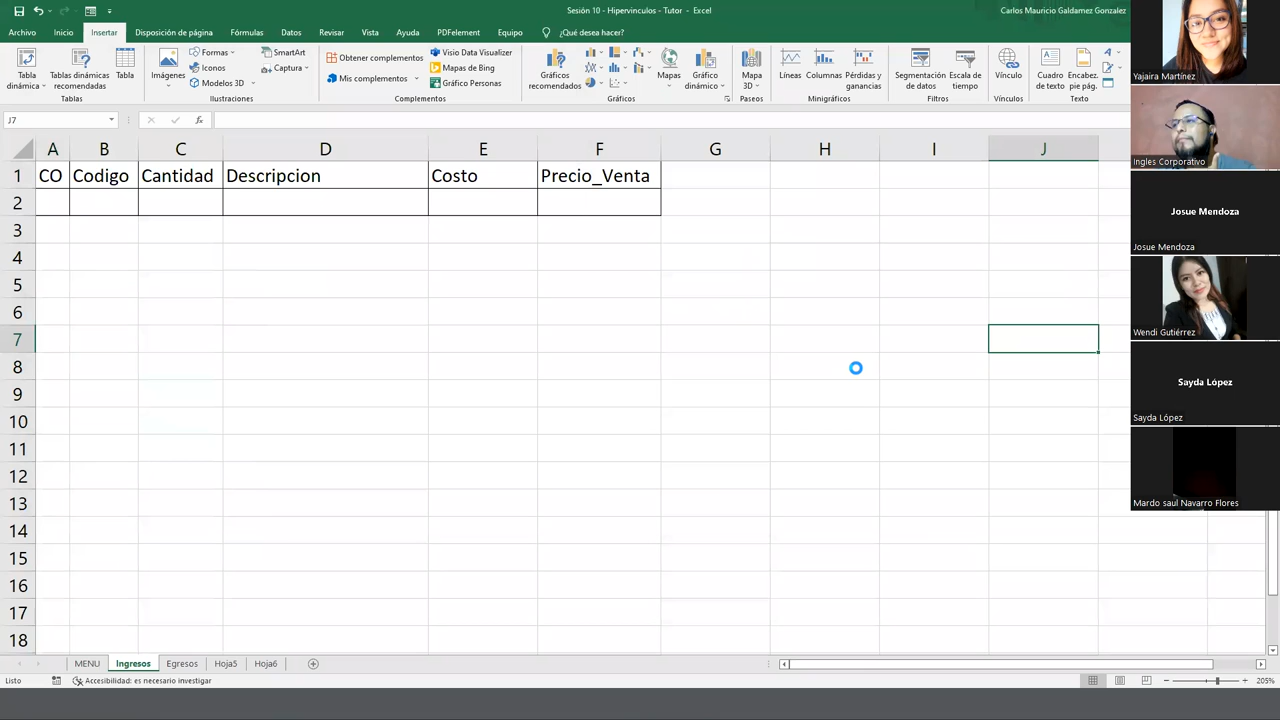 Sesión 10 - Hipervinculos - Tutor - Excel
Carlos Mauricio Galdamez Gonzalez
Archivo Inicio Insertar Disposición de página Fórmulas Datos Revisar Vista Ayuda PDFelement Equipo ¿Qué desea hacer?
Tabla dinámica
Tablas dinámicas recomendadas
Tabla
Tablas
Imágenes
Formas
Iconos
Modelos 3D
SmartArt
Captura
Ilustraciones
Obtener complementos
Mis complementos
Visio Data Visualizer
Mapas de Bing
Gráfico Personas
Complementos
Gráficos recomendados
Mapas
Gráfico dinámico
Gráficos
Mapa 3D
Paseos
Líneas
Columnas
Pérdidas y ganancias
Minigráficos
Segmentación de datos
Escala de tiempo
Filtros
Vínculo
Vínculos
Cuadro de texto
Encabez. pie pág.
Texto
J7
fx
A B C D E F G H I J
1 CO Codigo Cantidad Descripcion Costo Precio_Venta
2
3
4
5
6
7
8
9
10
11
12
13
14
15
16
17
18
Yajaira Martínez
Ingles Corporativo
Josue Mendoza
Josue Mendoza
Wendi Gutiérrez
Sayda López
Sayda López
Mardo saul Navarro Flores
MENU Ingresos Egresos Hoja5 Hoja6
Listo Accesibilidad: es necesario investigar 205%